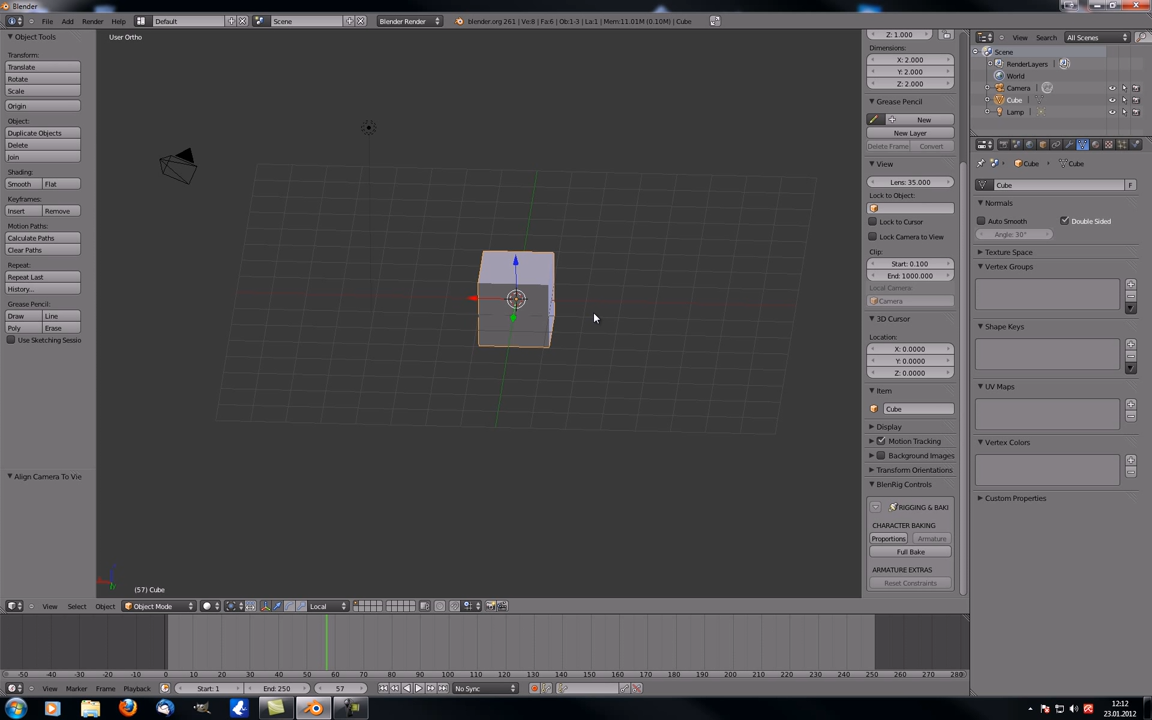 Blender
File Add Render Help Default Scene Blender Render blender.org 261 | Ve:8 | Fa:6 | Ob:1-3 | La:1 | Mem:11.01M (0.10M) | Cube
Object Tools
Transform:
Translate
Rotate
Scale
Origin
Object:
Duplicate Objects
Delete
Join
Shading:
Smooth Flat
Keyframes:
Insert Remove
Motion Paths:
Calculate Paths
Clear Paths
Repeat:
Repeat Last
History...
Grease Pencil:
Draw Line
Poly Erase
Use Sketching Sessio
Align Camera To Vie
User Ortho
(57) Cube
Z: 1.000
Dimensions:
X: 2.000
Y: 2.000
Z: 2.000
Grease Pencil
New
New Layer
Delete Frame Convert
View
Lens: 35.000
Lock to Object:
Lock to Cursor
Lock Camera to View
Clip:
Start: 0.100
End: 1000.000
Local Camera
Camera
3D Cursor
Location:
X: 0.0000
Y: 0.0000
Z: 0.0000
Item
Cube
Display
Motion Tracking
Background Images
Transform Orientations
BlenRig Controls
RIGGING & BAKI
CHARACTER BAKING
Proportions Armature
Full Bake
ARMATURE EXTRAS
Reset Constraints
View Search All Scenes
Scene
RenderLayers
World
Camera
Cube
Lamp
Cube Cube
Cube F
Normals
Auto Smooth Double Sided
Angle: 30°
Texture Space
Vertex Groups
Shape Keys
UV Maps
Vertex Colors
Custom Properties
View Select Object Object Mode Local
-50 -40 -30 -20 -10 0 10 20 30 40 50 60 70 80 90 100 110 120 130 140 150 160 170 180 190 200 210 220 230 240 250 260 270 280
View Marker Frame Playback Start: 1 End: 250 57 No Sync
12:12
23.01.2012